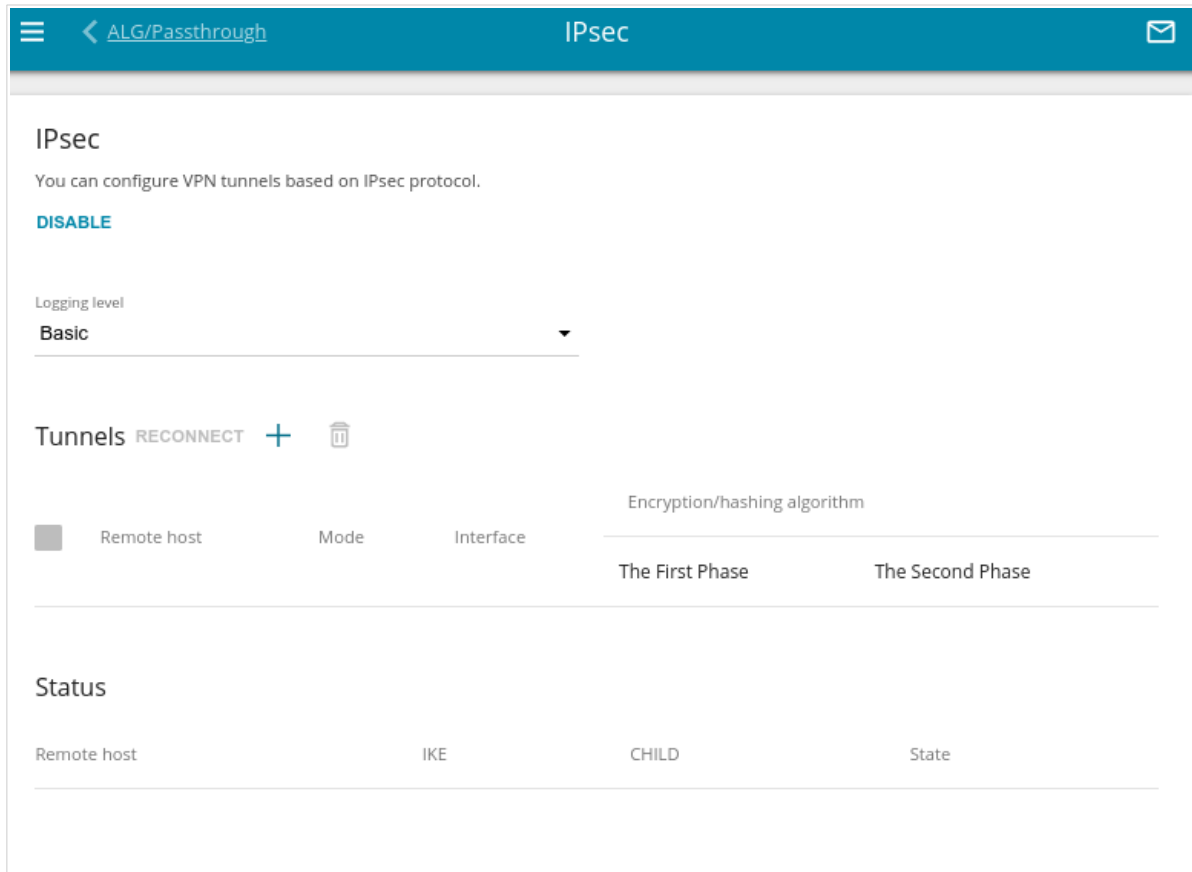 ALG/Passthrough
IPsec
IPsec
You can configure VPN tunnels based on IPsec protocol.
DISABLE
Logging level
Basic
Tunnels RECONNECT
Encryption/hashing algorithm
Remote host Mode Interface
The First Phase The Second Phase
Status
Remote host IKE CHILD State